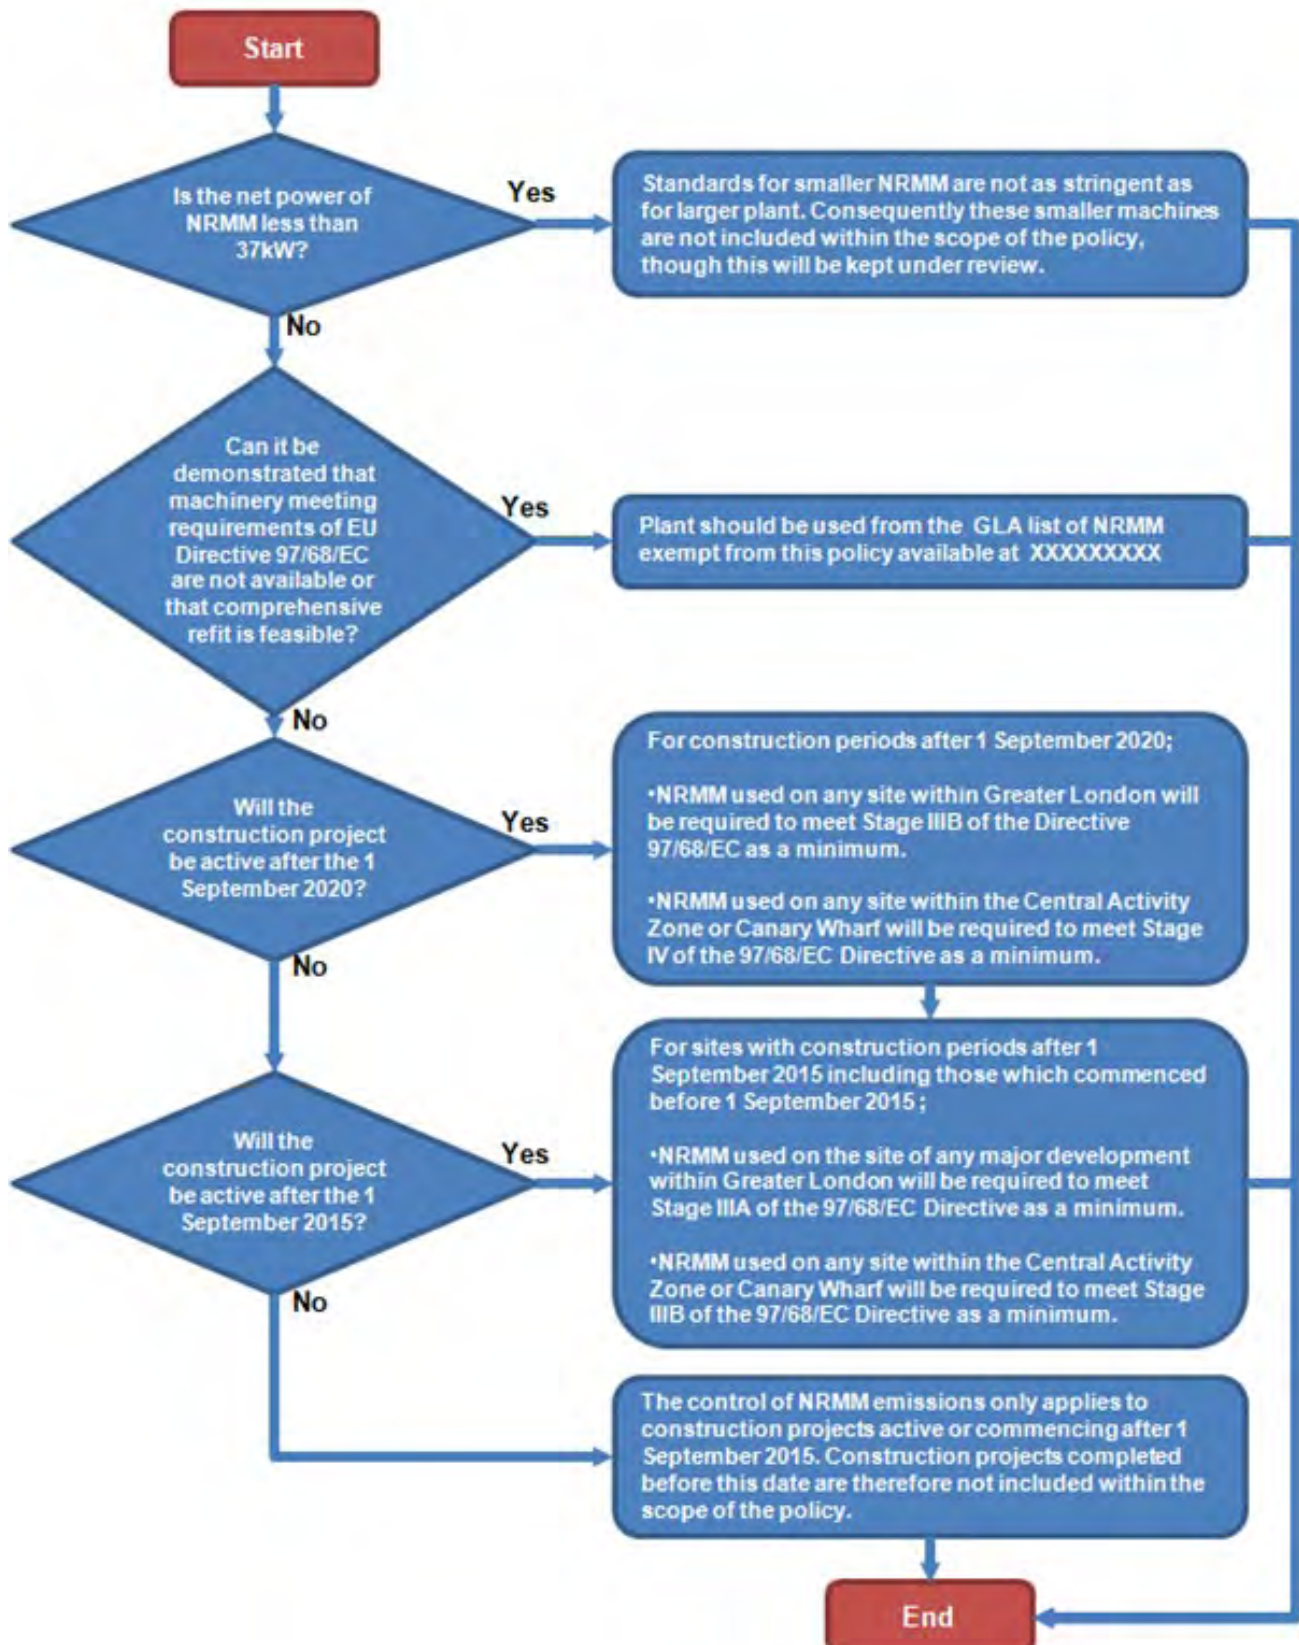 Start
Is the net power of
NRMM less than
37kW?
Yes
Standards for smaller NRMM are not as stringent as
for larger plant. Consequently these smaller machines
are not included within the scope of the policy,
though this will be kept under review.
No
Can it be
demonstrated that
machinery meeting
requirements of EU
Directive 97/68/EC
are not available or
that comprehensive
refit is feasible?
Yes
Plant should be used from the GLA list of NRMM
exempt from this policy available at XXXXXXXXX
No
Will the
construction project
be active after the 1
September 2020?
Yes
For construction periods after 1 September 2020;
•NRMM used on any site within Greater London will
be required to meet Stage IIIB of the Directive
97/68/EC as a minimum.
•NRMM used on any site within the Central Activity
Zone or Canary Wharf will be required to meet Stage
IV of the 97/68/EC Directive as a minimum.
No
Will the
construction project
be active after the 1
September 2015?
Yes
For sites with construction periods after 1
September 2015 including those which commenced
before 1 September 2015;
•NRMM used on the site of any major development
within Greater London will be required to meet
Stage IIIA of the 97/68/EC Directive as a minimum.
•NRMM used on any site within the Central Activity
Zone or Canary Wharf will be required to meet Stage
IIIB of the 97/68/EC Directive as a minimum.
No
The control of NRMM emissions only applies to
construction projects active or commencing after 1
September 2015. Construction projects completed
before this date are therefore not included within the
scope of the policy.
End